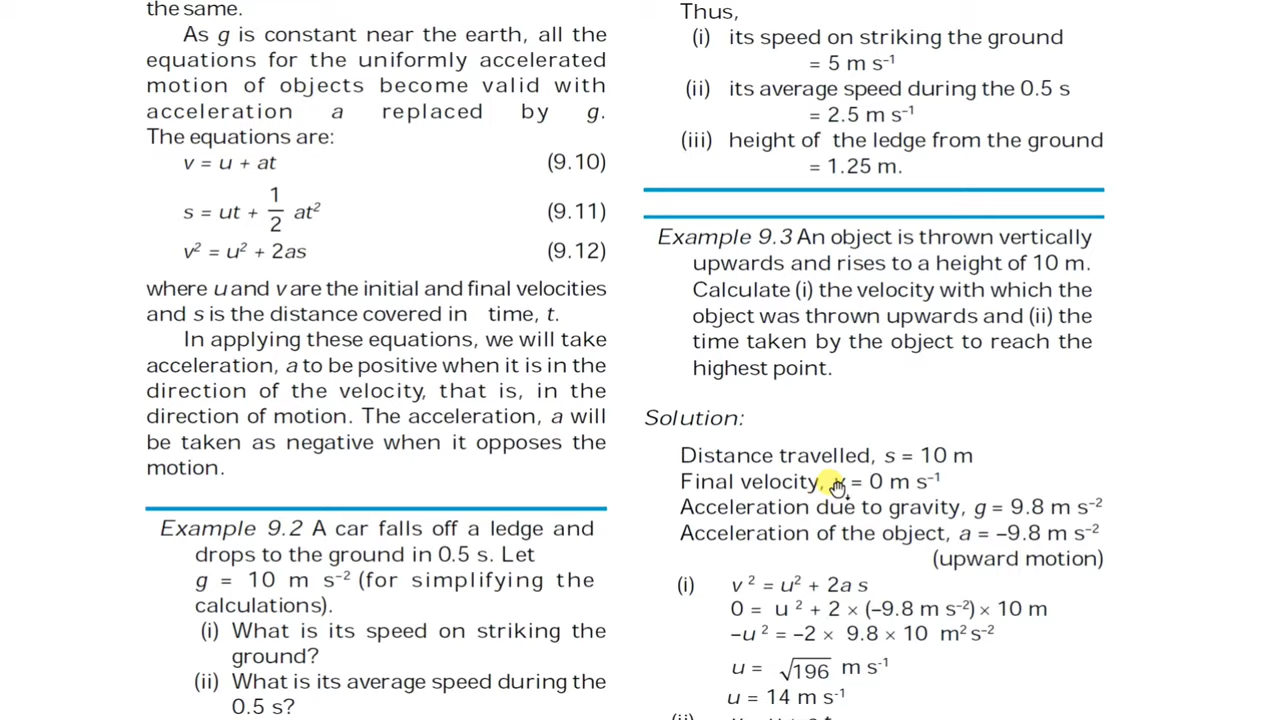 the same.
As g is constant near the earth, all the
equations for the uniformly accelerated
motion of objects become valid with
acceleration a replaced by g.
The equations are:
v = u + at (9.10)
s = ut + 1/2 at² (9.11)
v² = u² + 2as (9.12)
where u and v are the initial and final velocities
and s is the distance covered in time, t.
In applying these equations, we will take
acceleration, a to be positive when it is in the
direction of the velocity, that is, in the
direction of motion. The acceleration, a will
be taken as negative when it opposes the
motion.
Example 9.2 A car falls off a ledge and
drops to the ground in 0.5 s. Let
g = 10 m s⁻² (for simplifying the
calculations).
(i) What is its speed on striking the
ground?
(ii) What is its average speed during the
0.5 s?
Thus,
(i) its speed on striking the ground
= 5 m s⁻¹
(ii) its average speed during the 0.5 s
= 2.5 m s⁻¹
(iii) height of the ledge from the ground
= 1.25 m.
Example 9.3 An object is thrown vertically
upwards and rises to a height of 10 m.
Calculate (i) the velocity with which the
object was thrown upwards and (ii) the
time taken by the object to reach the
highest point.
Solution:
Distance travelled, s = 10 m
Final velocity, v = 0 m s⁻¹
Acceleration due to gravity, g = 9.8 m s⁻²
Acceleration of the object, a = –9.8 m s⁻²
(upward motion)
(i) v² = u² + 2a s
0 = u² + 2 × (–9.8 m s⁻²) × 10 m
–u² = –2 × 9.8 × 10 m² s⁻²
u = √196 m s⁻¹
u = 14 m s⁻¹